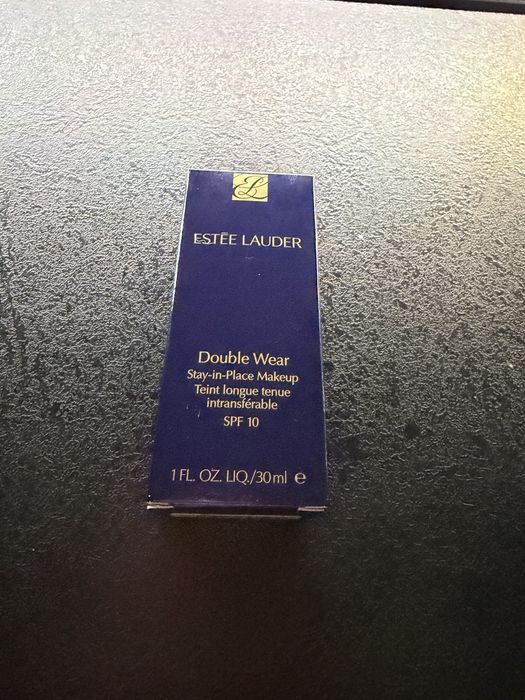 EL
ESTĒE LAUDER
Double Wear
Stay-in-Place Makeup
Teint longue tenue
intransférable
SPF 10
1 FL. OZ. LIQ./30ml ℮